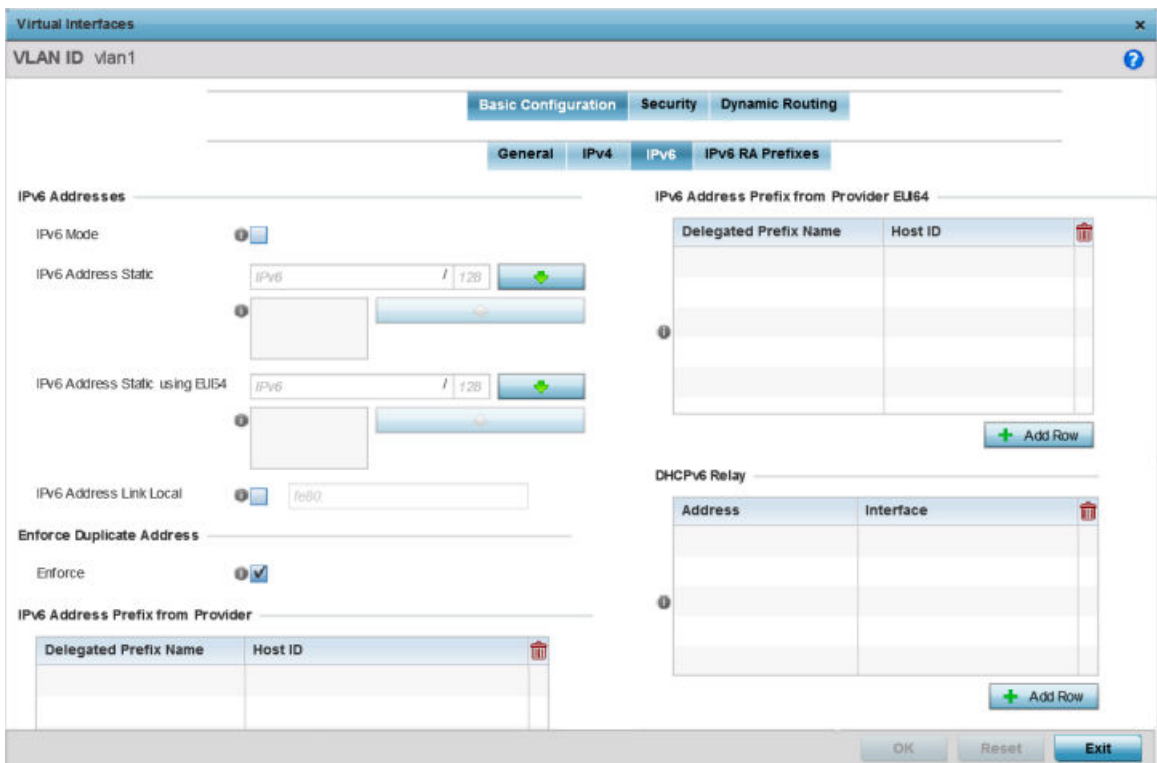 Virtual Interfaces
VLAN ID vlan1
Basic Configuration Security Dynamic Routing
General IPv4 IPv6 IPv6 RA Prefixes
IPv6 Addresses
IPv6 Mode
IPv6 Address Static
IPv6 / 128
IPv6 Address Static using EUI64
IPv6 / 128
IPv6 Address Link Local
fe80:
Enforce Duplicate Address
Enforce
IPv6 Address Prefix from Provider
Delegated Prefix Name Host ID
IPv6 Address Prefix from Provider EUI64
Delegated Prefix Name Host ID
Add Row
DHCPv6 Relay
Address Interface
Add Row
OK Reset Exit